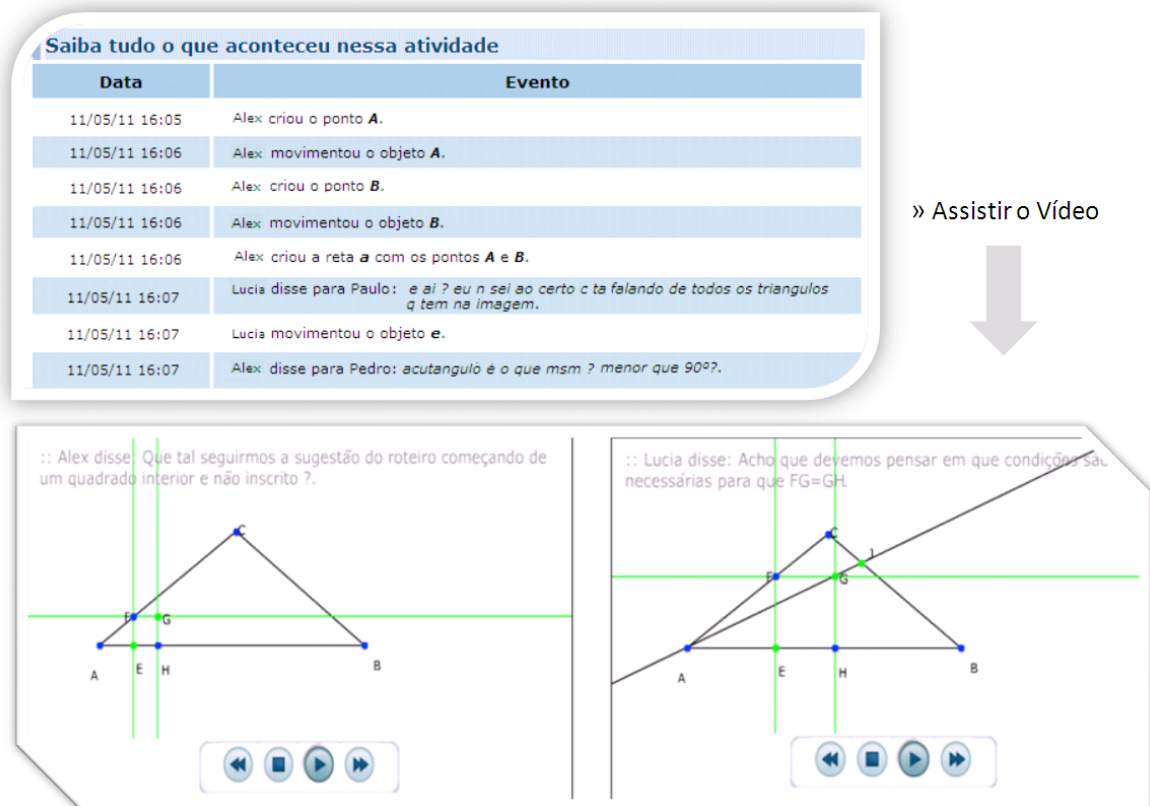 Saiba tudo o que aconteceu nessa atividade
Data Evento
11/05/11 16:05 Alex criou o ponto A.
11/05/11 16:06 Alex movimentou o objeto A.
11/05/11 16:06 Alex criou o ponto B.
11/05/11 16:06 Alex movimentou o objeto B.
11/05/11 16:06 Alex criou a reta a com os pontos A e B.
11/05/11 16:07 Lucia disse para Paulo: e ai ? eu n sei ao certo c ta falando de todos os triangulos
q tem na imagem.
11/05/11 16:07 Lucia movimentou o objeto e.
11/05/11 16:07 Alex disse para Pedro: acutangulo è o que msm ? menor que 90º?.
» Assistir o Vídeo
:: Alex disse: Que tal seguirmos a sugestão do roteiro começando de
um quadrado interior e não inscrito ?.
C
F
G
A
E
H
B
:: Lucia disse: Acho que devemos pensar em que condições são
necessárias para que FG=GH.
C
J
F
G
A
E
H
B